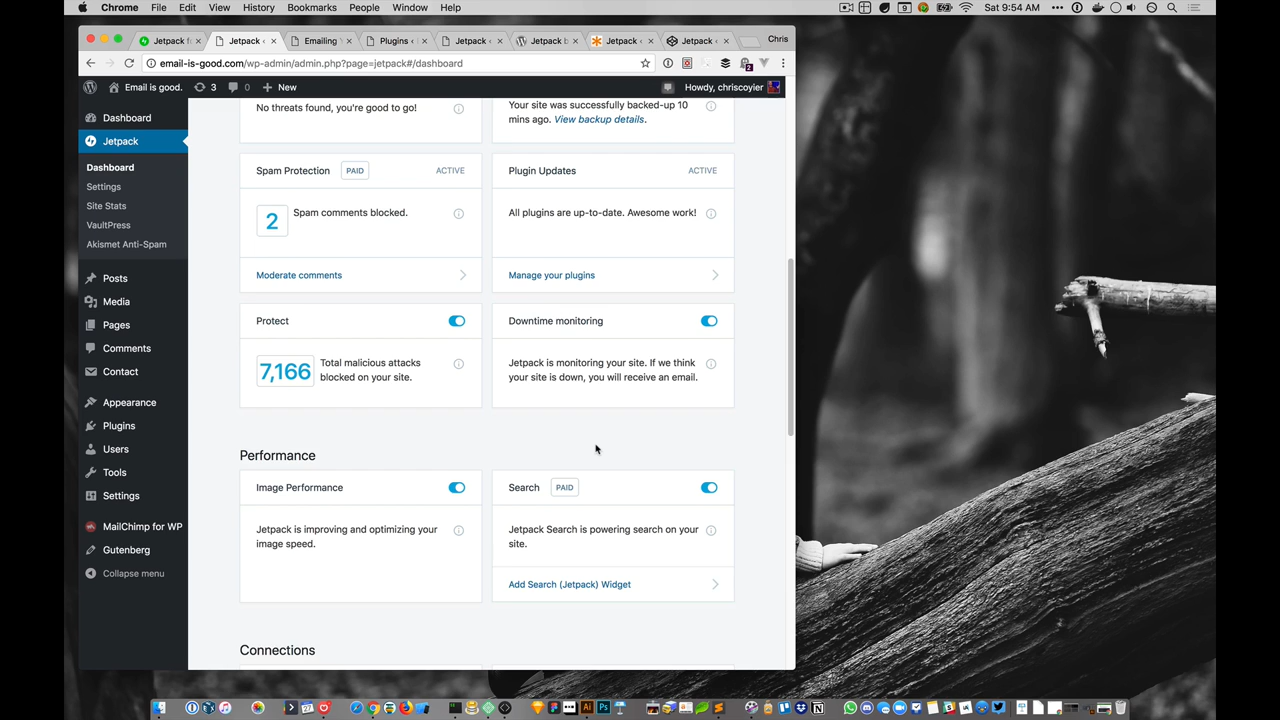 Chrome File Edit View History Bookmarks People Window Help
9
Sat 9:54 AM
Jetpack f
Jetpack
Emailing
Plugins ‹
Jetpack
Jetpack b
Jetpack
Jetpack
Chris
email-is-good.com/wp-admin/admin.php?page=jetpack#/dashboard
2
Email is good.
3
0
New
Howdy, chriscoyier
Dashboard
Jetpack
Dashboard
Settings
Site Stats
VaultPress
Akismet Anti-Spam
Posts
Media
Pages
Comments
Contact
Appearance
Plugins
Users
Tools
Settings
MailChimp for WP
Gutenberg
Collapse menu
No threats found, you're good to go!
Your site was successfully backed-up 10
mins ago. View backup details.
Spam Protection PAID ACTIVE
2 Spam comments blocked.
Moderate comments
Plugin Updates ACTIVE
All plugins are up-to-date. Awesome work!
Manage your plugins
Protect
7,166
Total malicious attacks
blocked on your site.
Downtime monitoring
Jetpack is monitoring your site. If we think
your site is down, you will receive an email.
Performance
Image Performance
Jetpack is improving and optimizing your
image speed.
Search PAID
Jetpack Search is powering search on your
site.
Add Search (Jetpack) Widget
Connections
Ai
Ps